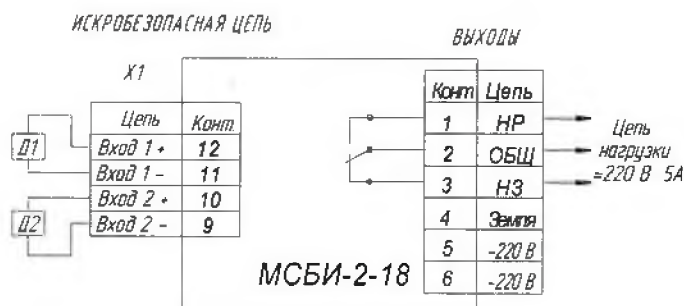 ИСКРОБЕЗОПАСНАЯ ЦЕПЬ
ВЫХОДЫ
X1
Цепь Конт.
Вход 1 + 12
Вход 1 - 11
Вход 2 + 10
Вход 2 - 9
Д1
Д2
Конт Цепь
1 НР
2 ОБЩ
3 НЗ
4 Земля
5 ~220 В
6 ~220 В
Цепь
нагрузки
=220 В 5А
МСБИ-2-18